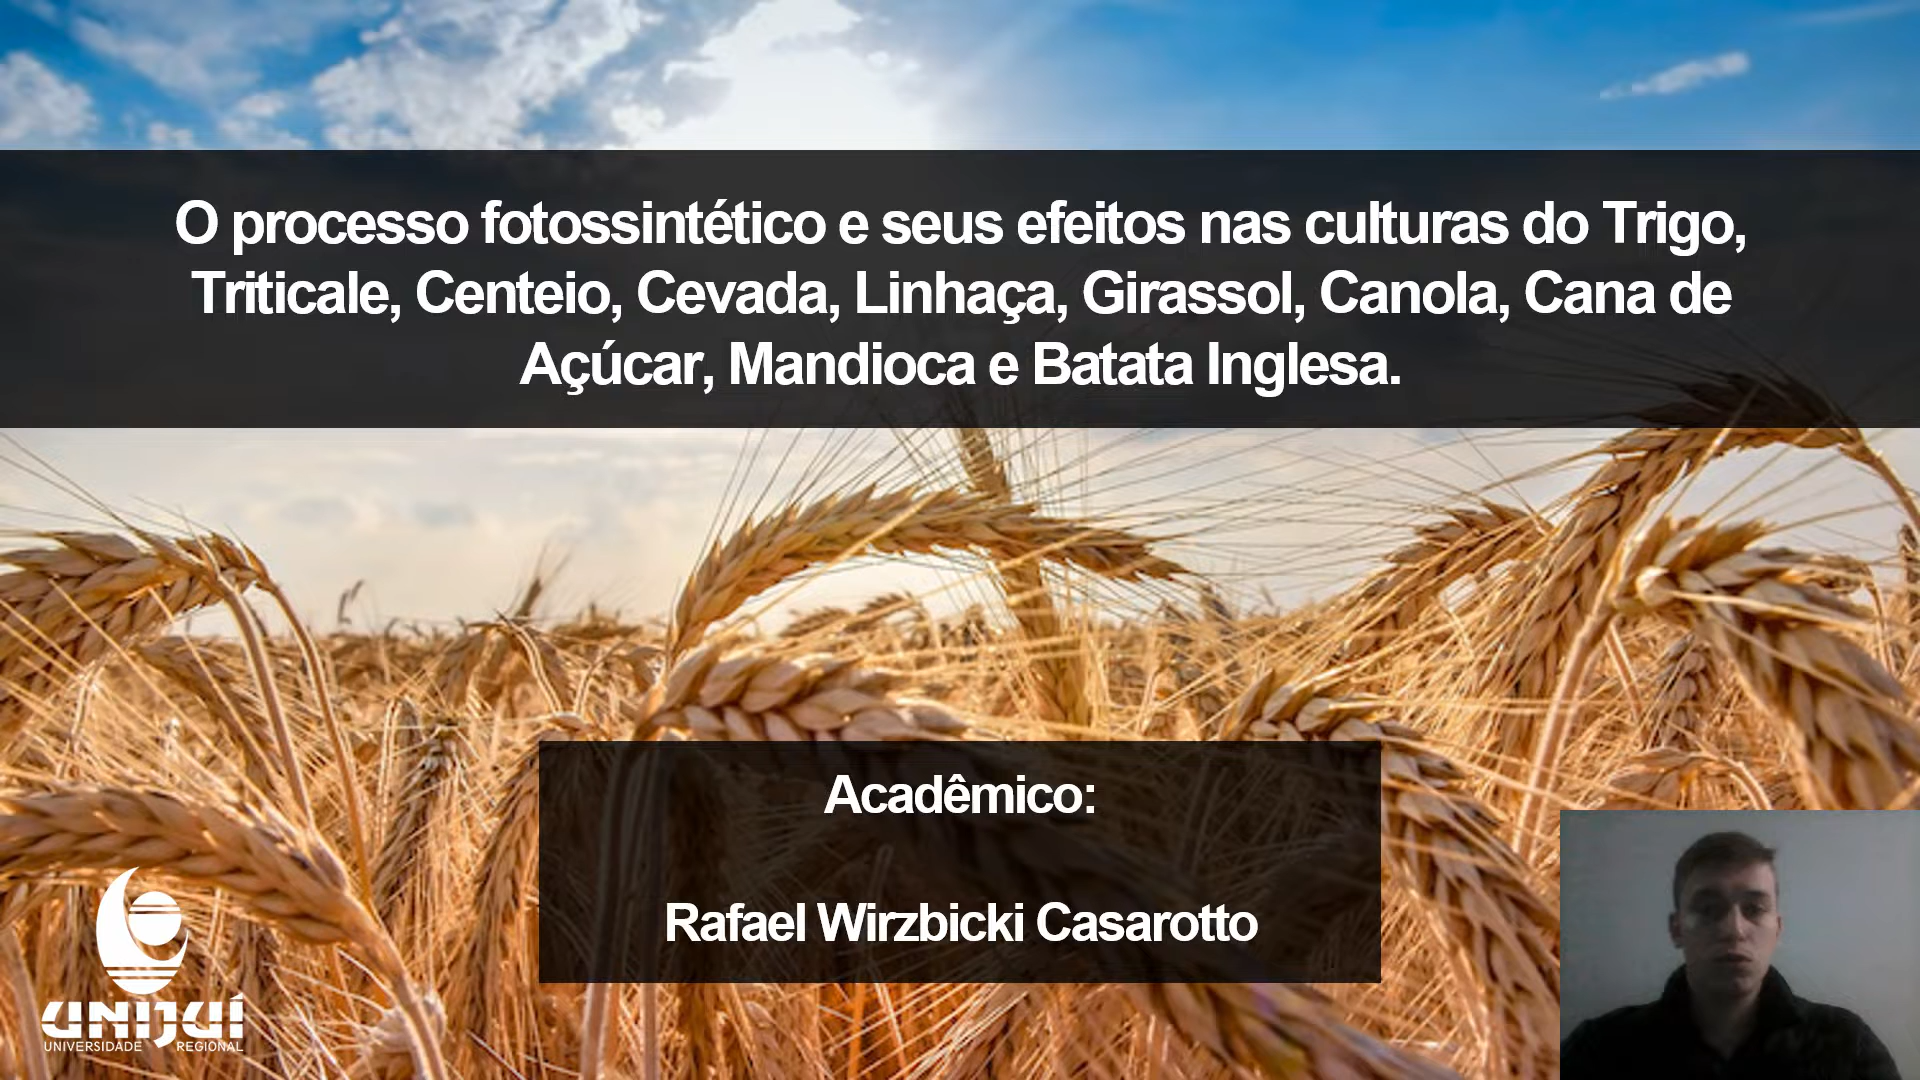 O processo fotossintético e seus efeitos nas culturas do Trigo,
Triticale, Centeio, Cevada, Linhaça, Girassol, Canola, Cana de
Açúcar, Mandioca e Batata Inglesa.
Acadêmico:
Rafael Wirzbicki Casarotto
UNIJUÍ
UNIVERSIDADE REGIONAL